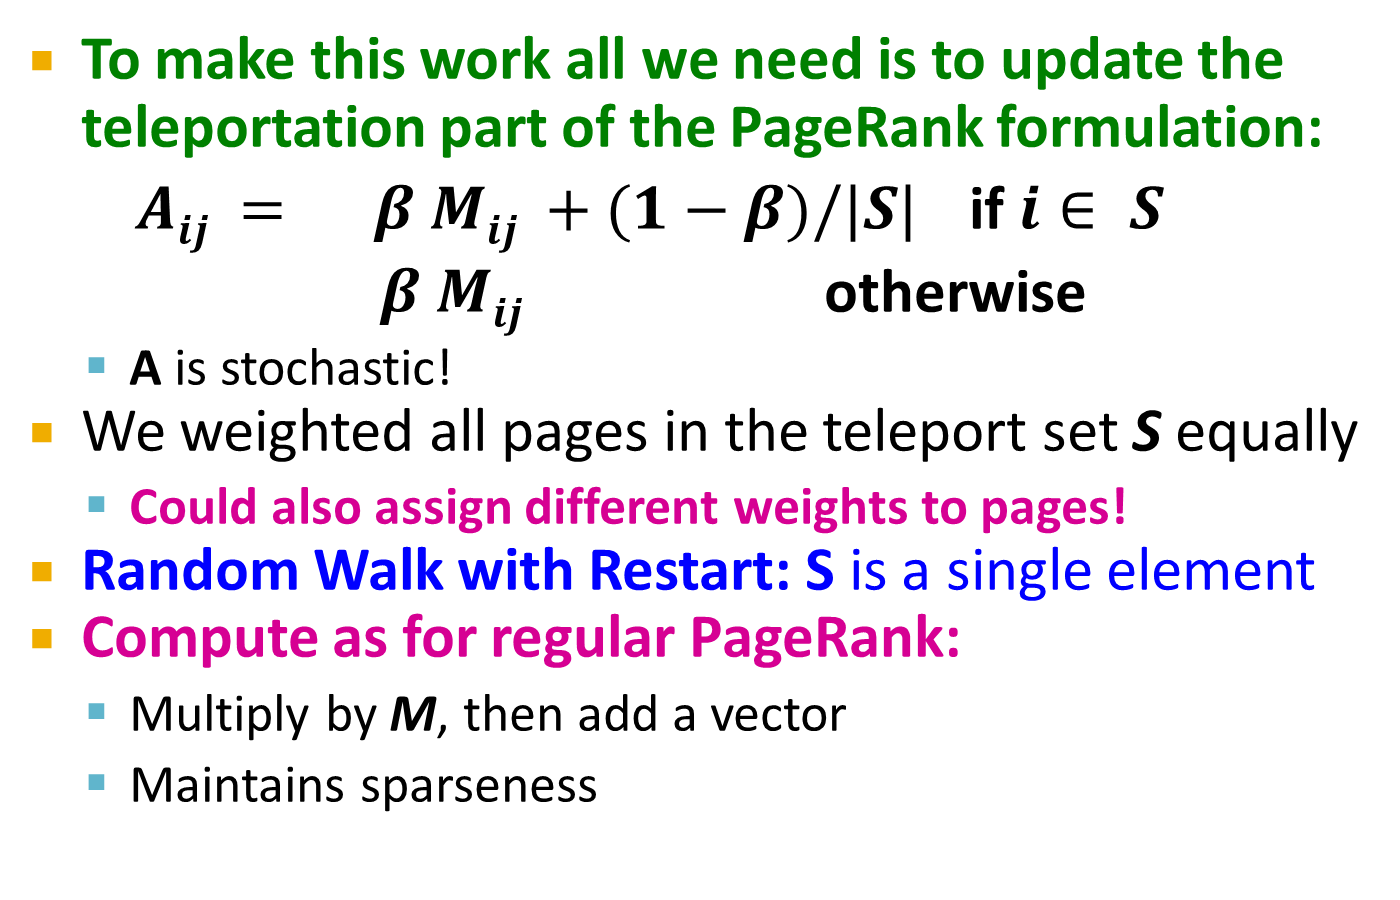 To make this work all we need is to update the
teleportation part of the PageRank formulation:
A_ij = β M_ij + (1 − β)/|S| if i ∈ S
β M_ij otherwise
A is stochastic!
We weighted all pages in the teleport set S equally
Could also assign different weights to pages!
Random Walk with Restart: S is a single element
Compute as for regular PageRank:
Multiply by M, then add a vector
Maintains sparseness